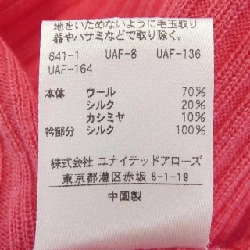 地をいためないように毛玉取り
器やハサミなどで取り除く。
641-1 UAF-8 UAF-136
UAF-164
本体 ウール 70%
シルク 20%
カシミヤ 10%
衿部分 シルク 100%
株式会社 ユナイテッドアローズ
東京都港区赤坂 8-1-19
中国製